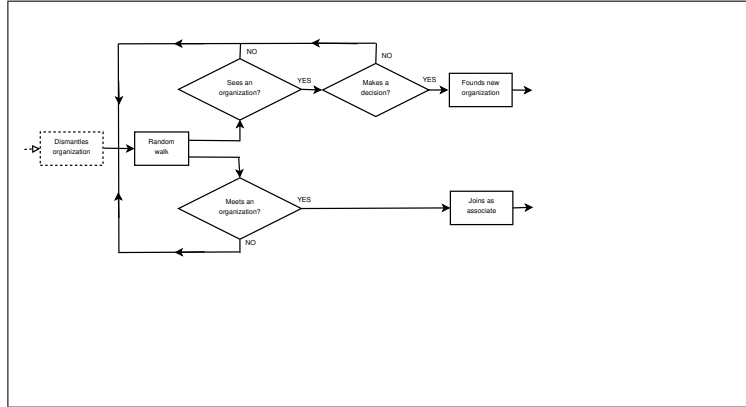 NO
NO
Sees an
organization?
YES
Makes a
decision?
YES
Founds new
organization
Dismantles
organization
Random
walk
Meets an
organization?
YES
Joins as
associate
NO